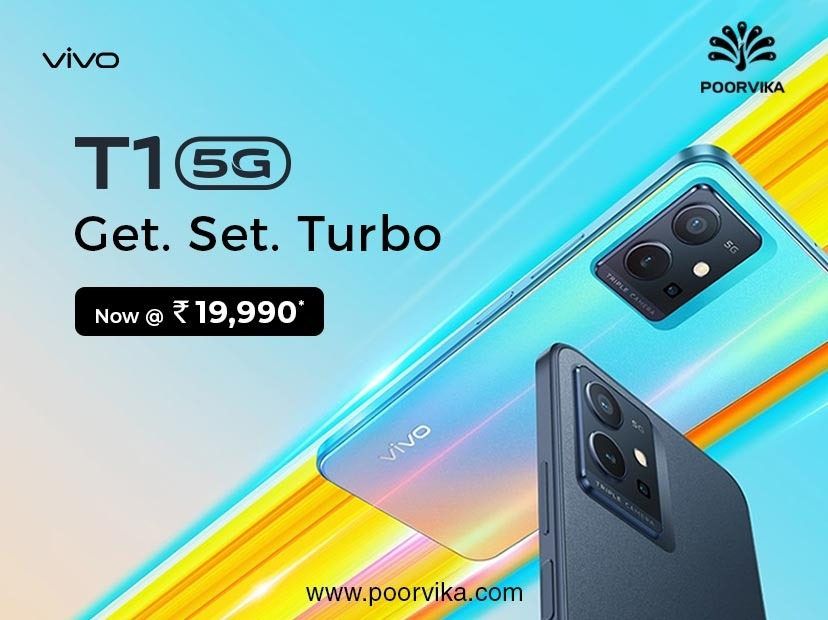 vivo
POORVIKA
T1 5G
Get. Set. Turbo
Now @ ₹ 19,990*
5G
TRIPLE CAMERA
vivo
5G
TRIPLE CAMERA
www.poorvika.com